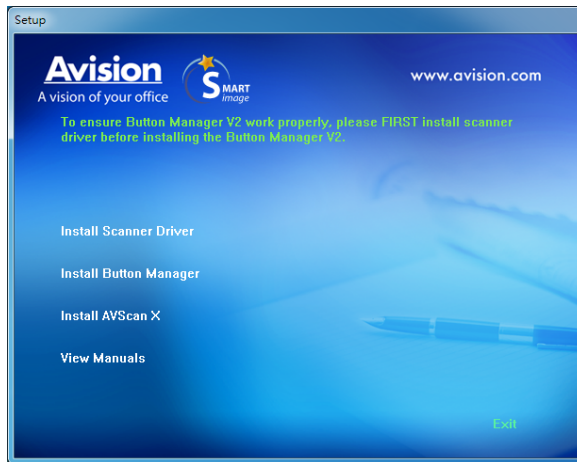 Setup
Avision
A vision of your office
SMART
image
www.avision.com
To ensure Button Manager V2 work properly, please FIRST install scanner
driver before installing the Button Manager V2.
Install Scanner Driver
Install Button Manager
Install AVScan X
View Manuals
Exit